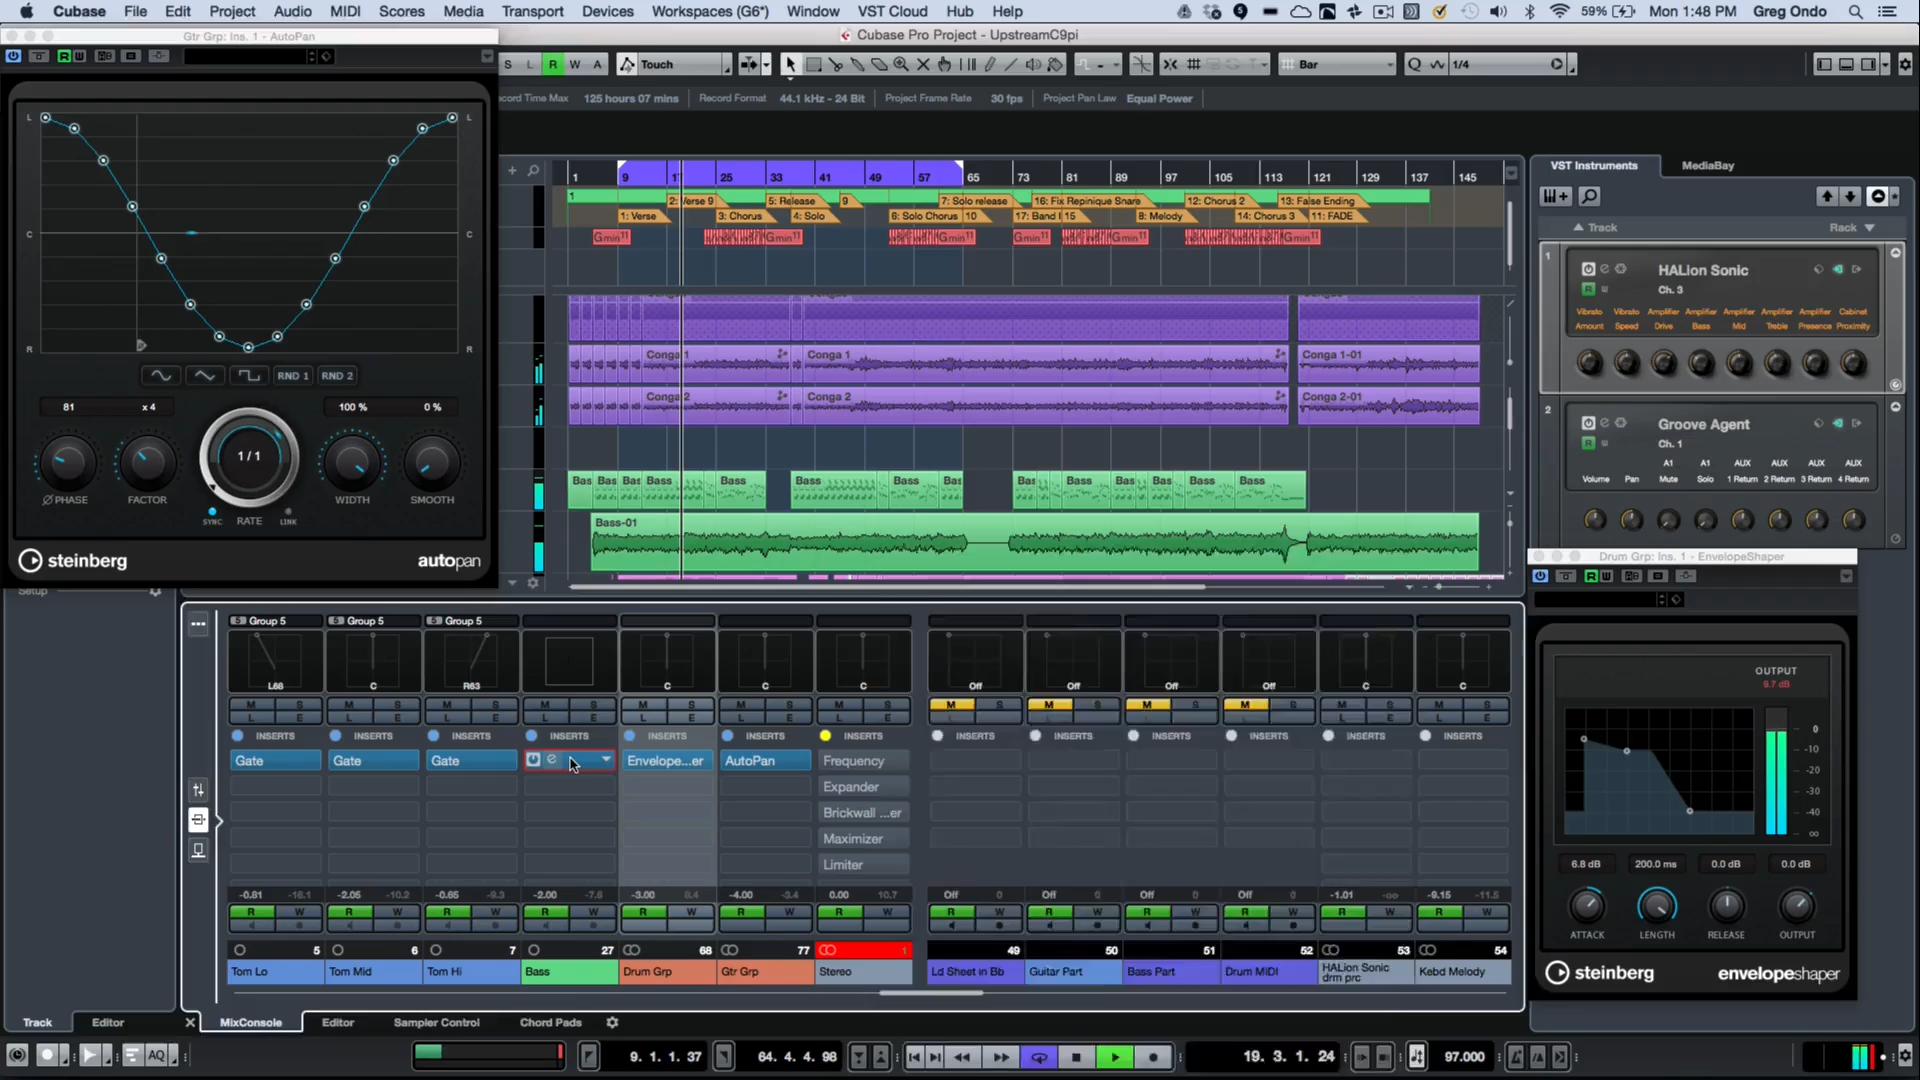 Cubase File Edit Project Audio MIDI Scores Media Transport Devices Workspaces (G6*) Window VST Cloud Hub Help 59% Mon 1:48 PM Greg Ondo
Gtr Grp: Ins. 1 - AutoPan
Cubase Pro Project - UpstreamC9pi
R W
S L R W A Touch Bar Q 1/4
cord Time Max 125 hours 07 mins Record Format 44.1 kHz - 24 Bit Project Frame Rate 30 fps Project Pan Law Equal Power
L L
C C
R R
RND 1 RND 2
81 x 4 100 % 0 %
1/1
PHASE FACTOR WIDTH SMOOTH
SYNC RATE LINK
steinberg autopan
1 9 17 25 33 41 49 57 65 73 81 89 97 105 113 121 129 137 145
1
2: Verse 9 5: Release 9 7: Solo release 16: Fix Repinique Snare 12: Chorus 2 13: False Ending
1: Verse 3: Chorus 4: Solo 6: Solo Chorus 10 17: Band I 15 8: Melody 14: Chorus 3 11: FADE
Gmin11 Gmin11 Gmin11 Gmin11 Gmin11 Gmin11
Conga 1 Conga 1 Conga 1-01
Conga 2 Conga 2 Conga 2-01
Bas Bas Bas Bass Bass Bass Bass Bas Bas Bass Bass Bas Bass Bass
Bass-01
VST Instruments MediaBay
Track Rack
1 HALion Sonic
R Ch. 3
Vibrato Vibrato Amplifier Amplifier Amplifier Amplifier Amplifier Cabinet
Amount Speed Drive Bass Mid Treble Presence Proximity
2 Groove Agent
R Ch. 1
A1 A1 AUX AUX AUX AUX
Volume Pan Mute Solo 1 Return 2 Return 3 Return 4 Return
Drum Grp: Ins. 1 - EnvelopeShaper
R W
OUTPUT
9.7 dB
0
-10
-20
-30
-40
∞
6.8 dB 200.0 ms 0.0 dB 0.0 dB
ATTACK LENGTH RELEASE OUTPUT
steinberg envelopeshaper
Setup
Group 5 Group 5 Group 5
L68 C R63 C C C Off Off Off Off C C
M S M S M S M S M S M S M S M S M S M S M S M S M S
L E L E L E L E L E L E L E L E L E
INSERTS INSERTS INSERTS INSERTS INSERTS INSERTS INSERTS INSERTS INSERTS INSERTS INSERTS INSERTS INSERTS
Gate Gate Gate Envelope...er AutoPan Frequency
Expander
Brickwall ...er
Maximizer
Limiter
-0.81 -16.1 -2.05 -10.2 -0.65 -9.3 -2.00 -7.6 -3.00 8.4 -4.00 -3.4 0.00 10.7 Off 0 Off 0 Off 0 Off 0 -1.01 -∞ -9.15 -11.5
R W R W R W R W R W R W R W R W R W R W R W R W R W
5 6 7 27 68 77 1 49 50 51 52 53 54
Tom Lo Tom Mid Tom Hi Bass Drum Grp Gtr Grp Stereo Ld Sheet in Bb Guitar Part Bass Part Drum MIDI HALion Sonic drm prc Kebd Melody
Track Editor MixConsole Editor Sampler Control Chord Pads
AQ 9. 1. 1. 37 64. 4. 4. 98 19. 3. 1. 24 97.000